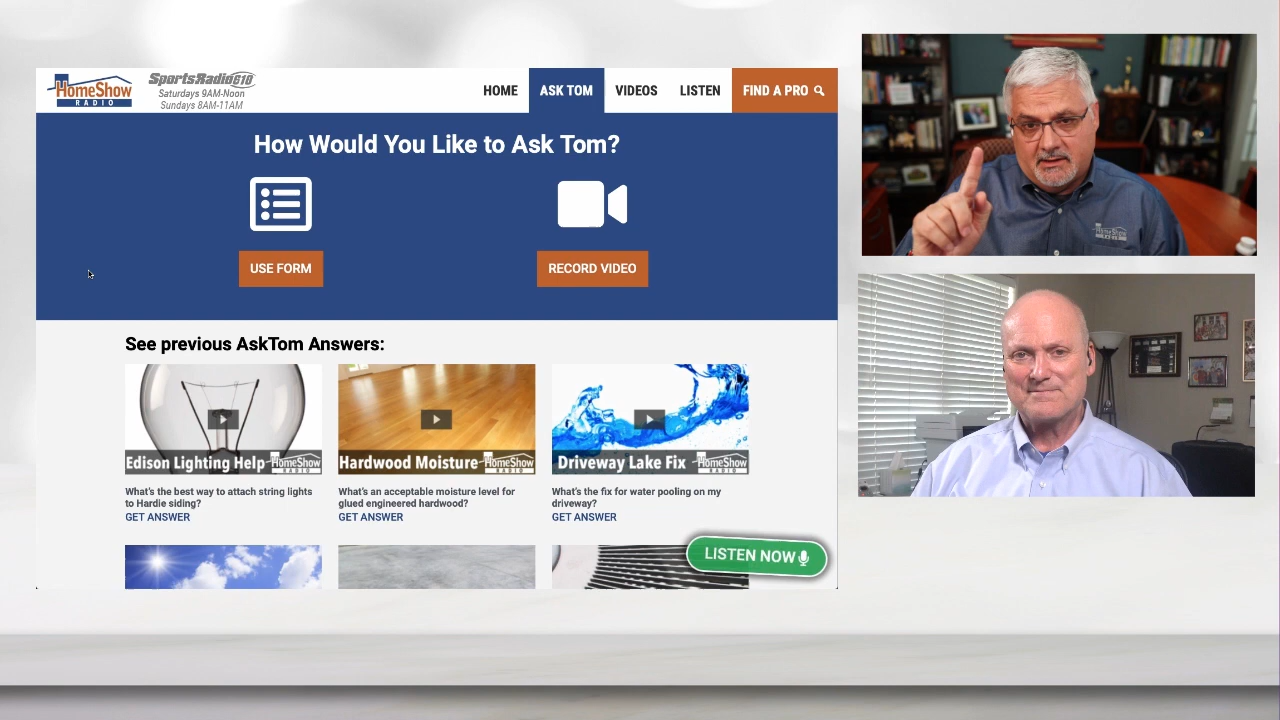 HomeShow
RADIO
SportsRadio610
Saturdays 9AM-Noon
Sundays 8AM-11AM
HOME
ASK TOM
VIDEOS
LISTEN
FIND A PRO
How Would You Like to Ask Tom?
USE FORM
RECORD VIDEO
See previous AskTom Answers:
Edison Lighting Help
HomeShow
RADIO
Hardwood Moisture
HomeShow
RADIO
Driveway Lake Fix
HomeShow
RADIO
What's the best way to attach string lights
to Hardie siding?
GET ANSWER
What's an acceptable moisture level for
glued engineered hardwood?
GET ANSWER
What's the fix for water pooling on my
driveway?
GET ANSWER
LISTEN NOW
HomeShow